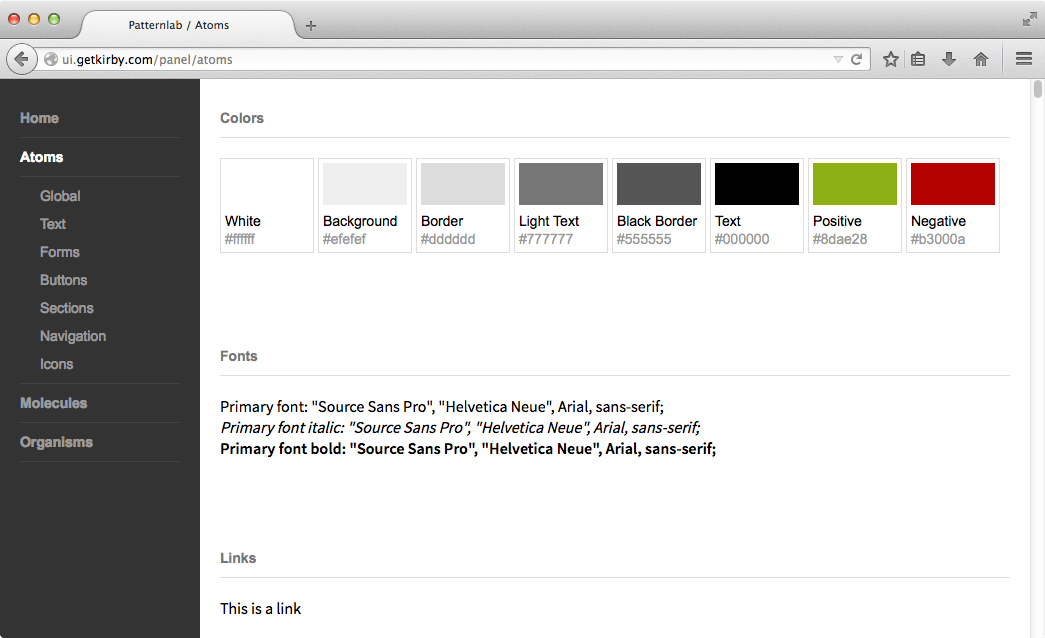 Patternlab / Atoms
ui.getkirby.com/panel/atoms
Home
Atoms
Global
Text
Forms
Buttons
Sections
Navigation
Icons
Molecules
Organisms
Colors
White
#ffffff
Background
#efefef
Border
#dddddd
Light Text
#777777
Black Border
#555555
Text
#000000
Positive
#8dae28
Negative
#b3000a
Fonts
Primary font: "Source Sans Pro", "Helvetica Neue", Arial, sans-serif;
Primary font italic: "Source Sans Pro", "Helvetica Neue", Arial, sans-serif;
Primary font bold: "Source Sans Pro", "Helvetica Neue", Arial, sans-serif;
Links
This is a link